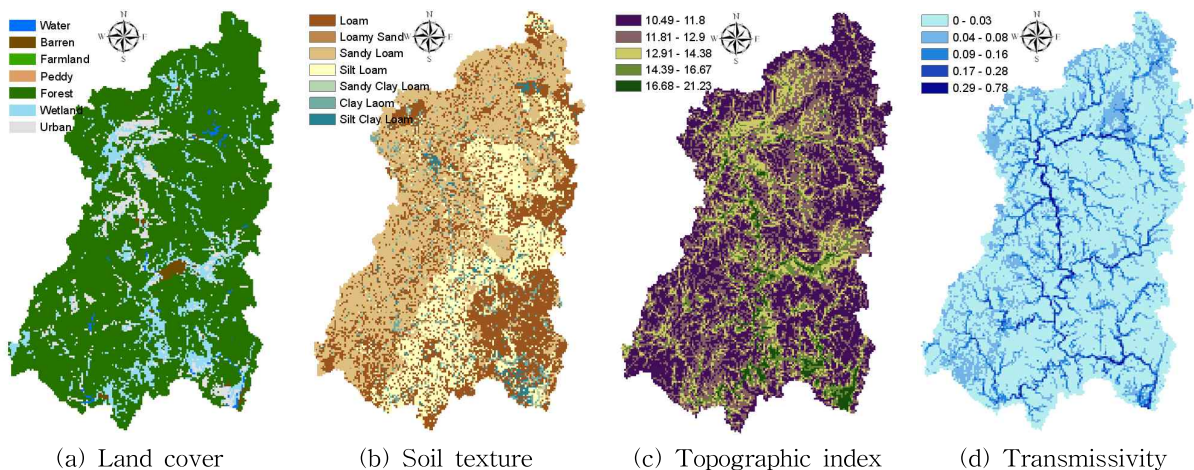 Water
Barren
Farmland
Peddy
Forest
Wetland
Urban
N
W
E
S
(a) Land cover
Loam
Loamy Sand
Sandy Loam
Silt Loam
Sandy Clay Loam
Clay Laom
Silt Clay Loam
N
W
E
S
(b) Soil texture
10.49 - 11.8
11.81 - 12.9
12.91 - 14.38
14.39 - 16.67
16.68 - 21.23
N
W
E
S
(c) Topographic index
0 - 0.03
0.04 - 0.08
0.09 - 0.16
0.17 - 0.28
0.29 - 0.78
N
W
E
S
(d) Transmissivity